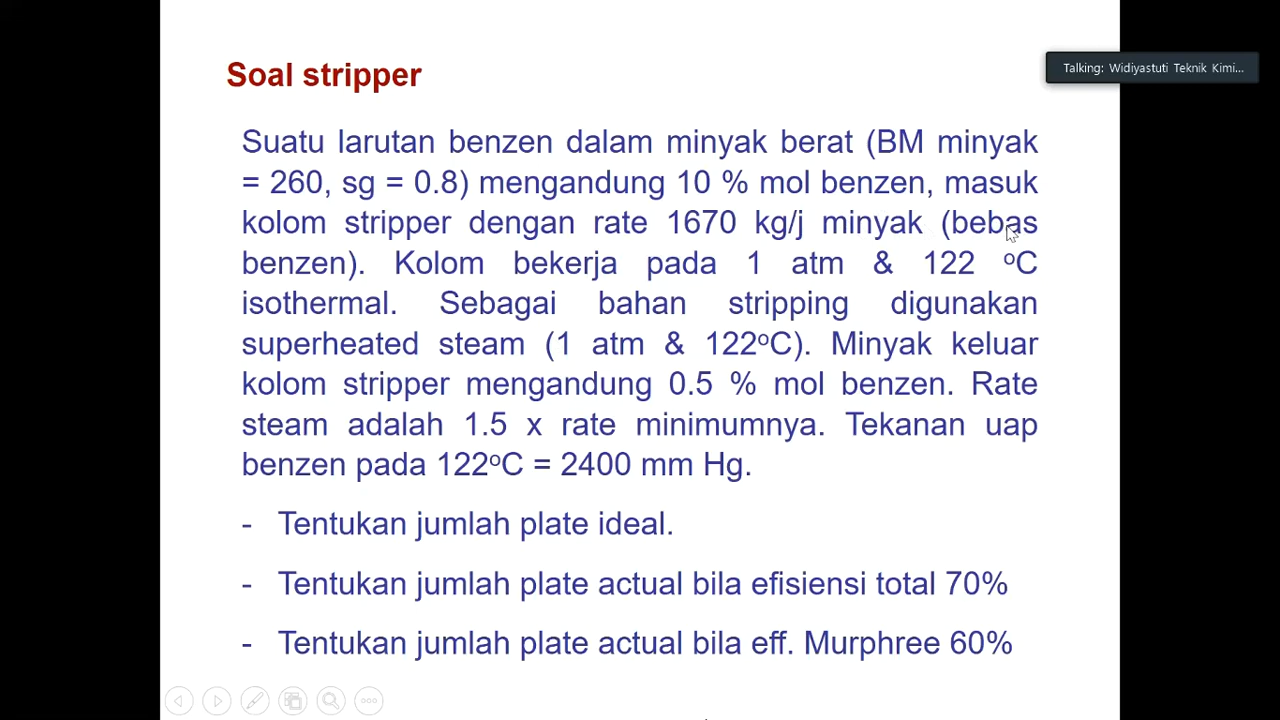 Soal stripper
Talking: Widiyastuti Teknik Kimi...
Suatu larutan benzen dalam minyak berat (BM minyak
= 260, sg = 0.8) mengandung 10 % mol benzen, masuk
kolom stripper dengan rate 1670 kg/j minyak (bebas
benzen). Kolom bekerja pada 1 atm & 122 ºC
isothermal. Sebagai bahan stripping digunakan
superheated steam (1 atm & 122ºC). Minyak keluar
kolom stripper mengandung 0.5 % mol benzen. Rate
steam adalah 1.5 x rate minimumnya. Tekanan uap
benzen pada 122ºC = 2400 mm Hg.
- Tentukan jumlah plate ideal.
- Tentukan jumlah plate actual bila efisiensi total 70%
- Tentukan jumlah plate actual bila eff. Murphree 60%